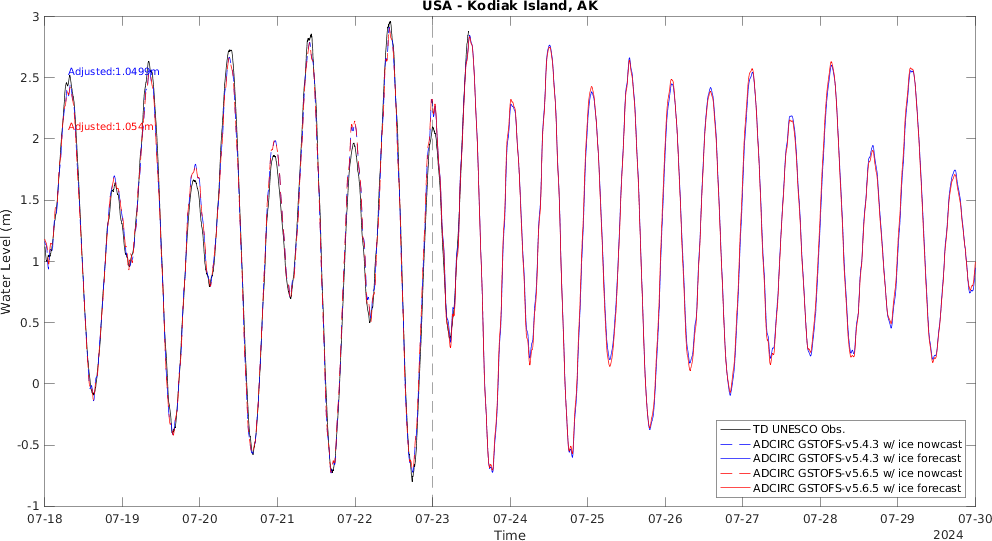 USA - Kodiak Island, AK
3
2.5
2
1.5
1
0.5
0
-0.5
-1
Water Level (m)
Adjusted:1.0499m
Adjusted:1.054m
TD UNESCO Obs.
ADCIRC GSTOFS-v5.4.3 w/ ice nowcast
ADCIRC GSTOFS-v5.4.3 w/ ice forecast
ADCIRC GSTOFS-v5.6.5 w/ ice nowcast
ADCIRC GSTOFS-v5.6.5 w/ ice forecast
07-18 07-19 07-20 07-21 07-22 07-23 07-24 07-25 07-26 07-27 07-28 07-29 07-30
Time
2024